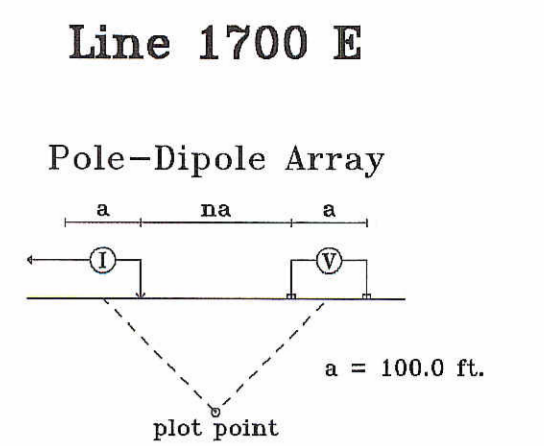 Line 1700 E
Pole-Dipole Array
a na a
I V
a = 100.0 ft.
plot point